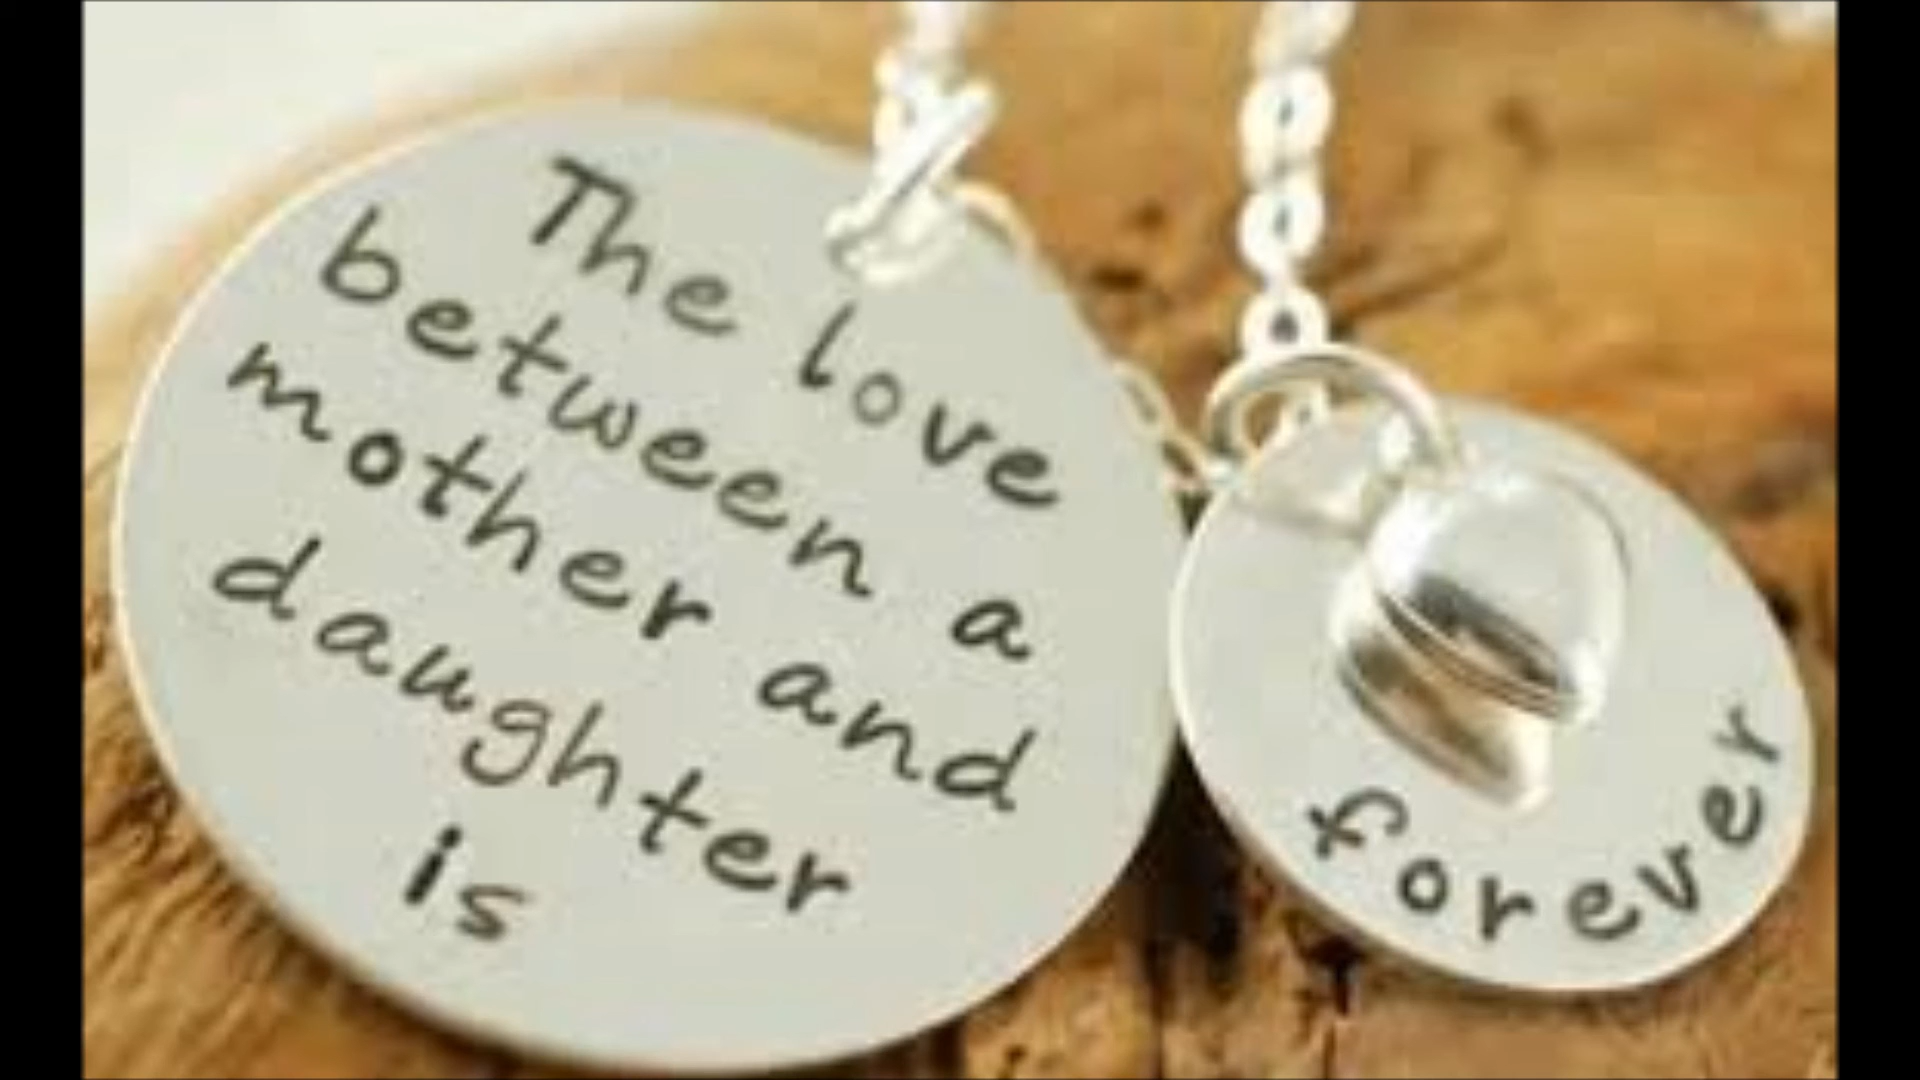 The love
between a
mother and
daughter
is
forever